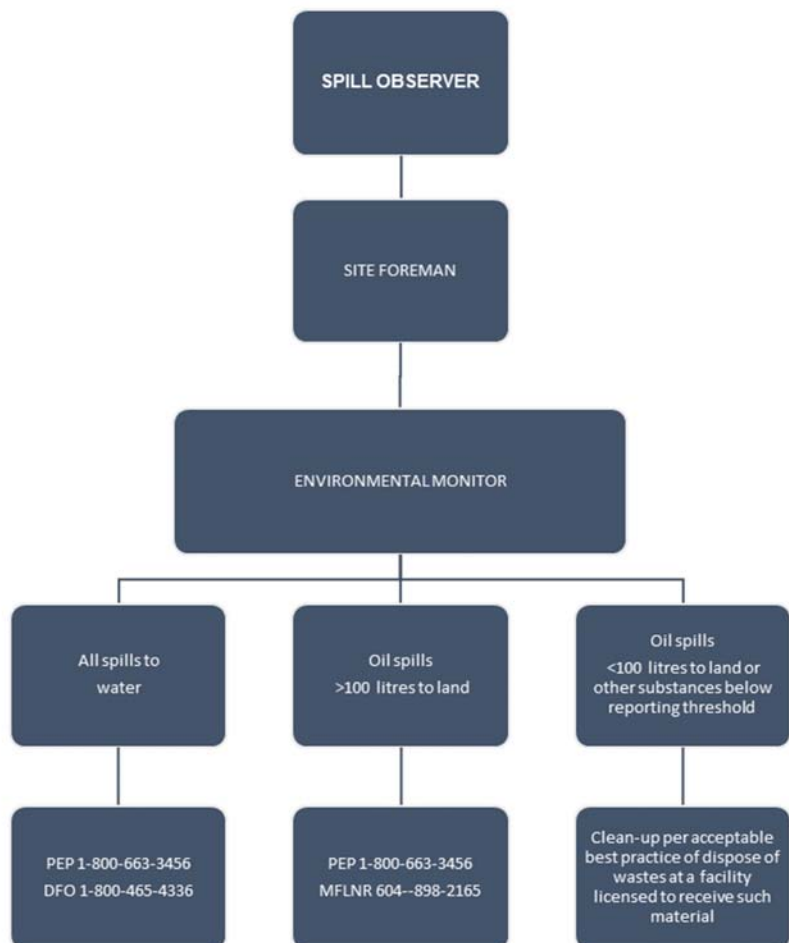 SPILL OBSERVER
SITE FOREMAN
ENVIRONMENTAL MONITOR
All spills to
water
Oil spills
>100 litres to land
Oil spills
<100 litres to land or
other substances below
reporting threshold
PEP 1-800-663-3456
DFO 1-800-465-4336
PEP 1-800-663-3456
MFLNR 604--898-2165
Clean-up per acceptable
best practice of dispose of
wastes at a facility
licensed to receive such
material